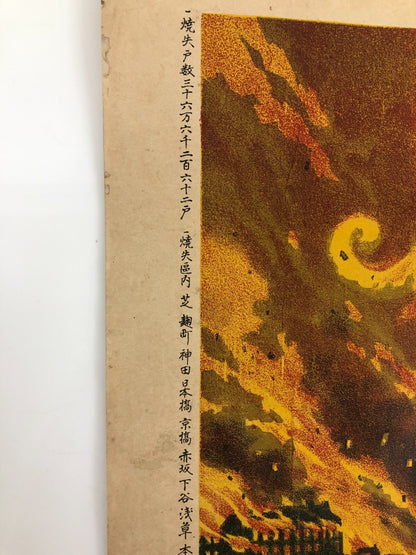 一焼失戸数三十六万六千二百六十二戸 一焼失區内 芝 麹町 神田 日本橋 京橋 赤坂 下谷 浅草 本